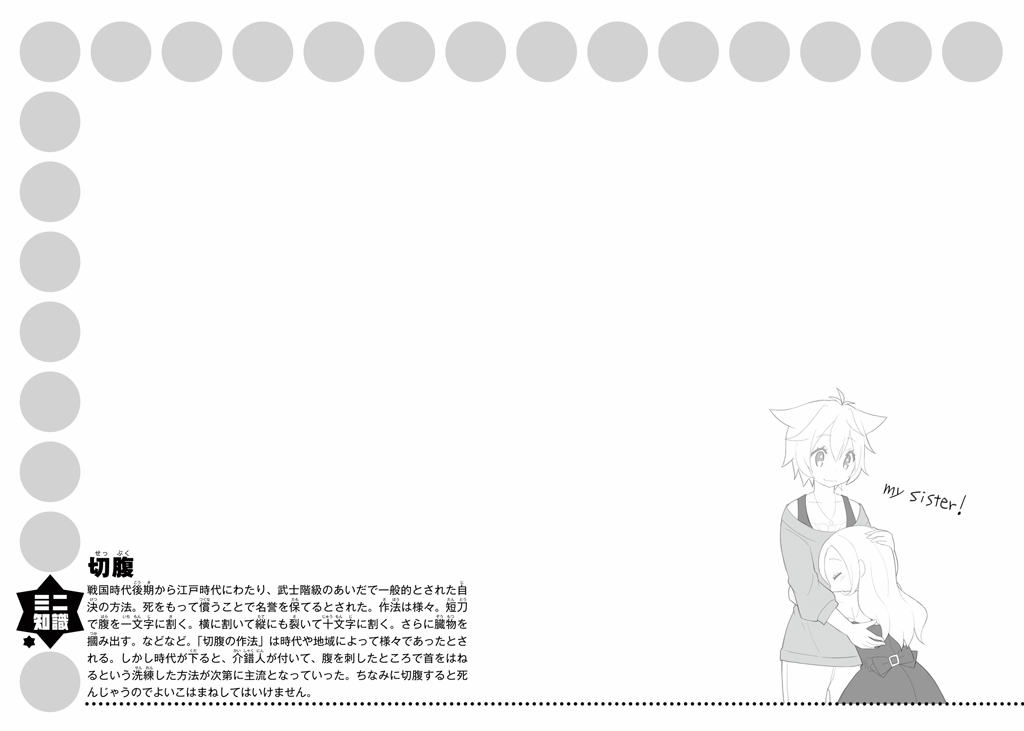 my sister!
切腹
ミニ
知識
戦国時代後期から江戸時代にわたり、武士階級のあいだで一般的とされた自
決の方法。死をもって償うことで名誉を保てるとされた。作法は様々。短刀
で腹を一文字に割く。横に割いて縦にも裂いて十文字に割く。さらに臓物を
摑み出す。などなど。「切腹の作法」は時代や地域によって様々であったとさ
れる。しかし時代が下ると、介錯人が付いて、腹を刺したところで首をはね
るという洗練した方法が次第に主流となっていった。ちなみに切腹すると死
んじゃうのでよいこはまねしてはいけません。